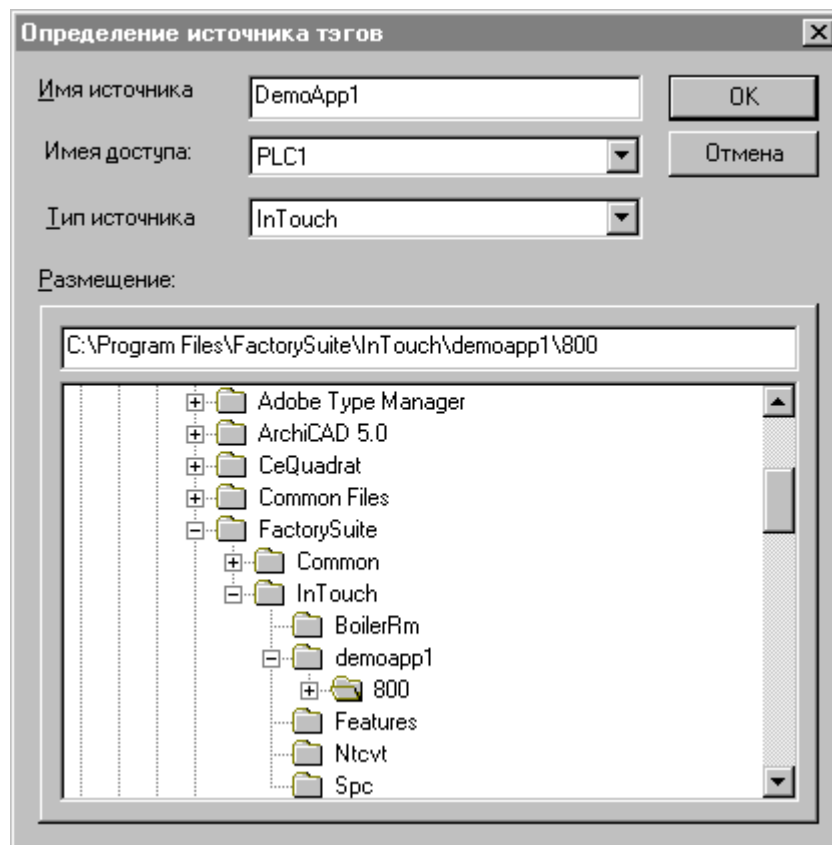 Определение источника тэгов
Имя источника
DemoApp1
OK
Имея доступа:
PLC1
Отмена
Тип источника
InTouch
Размещение:
C:\Program Files\FactorySuite\InTouch\demoapp1\800
Adobe Type Manager
ArchiCAD 5.0
CeQuadrat
Common Files
FactorySuite
Common
InTouch
BoilerRm
demoapp1
800
Features
Ntcvt
Spc